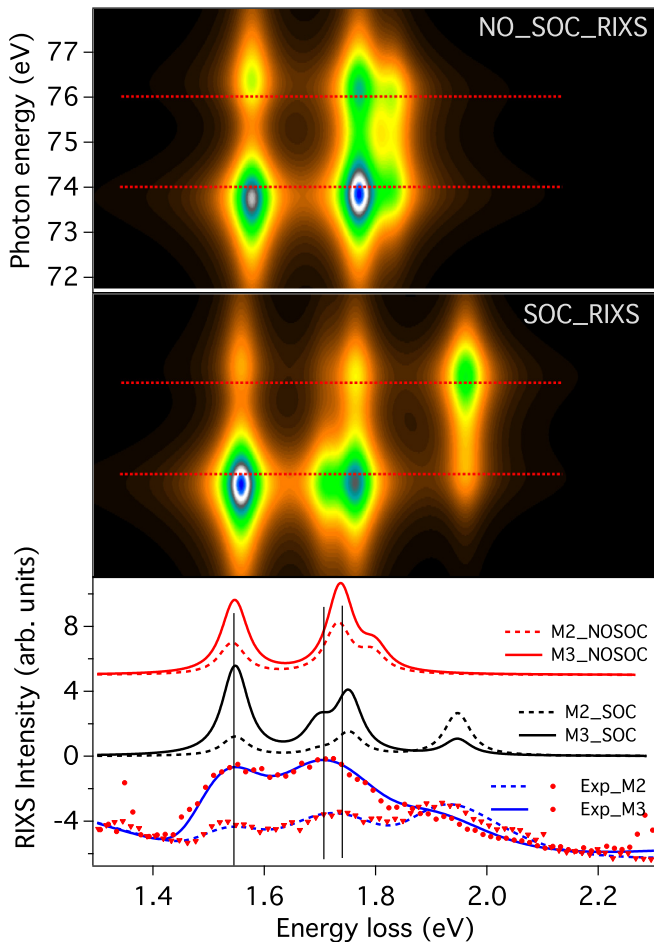 NO_SOC_RIXS
77
76
75
74
73
72
Photon energy (eV)
SOC_RIXS
8
4
0
-4
RIXS Intensity (arb. units)
M2_NOSOC
M3_NOSOC
M2_SOC
M3_SOC
Exp_M2
Exp_M3
1.4 1.6 1.8 2.0 2.2
Energy loss (eV)